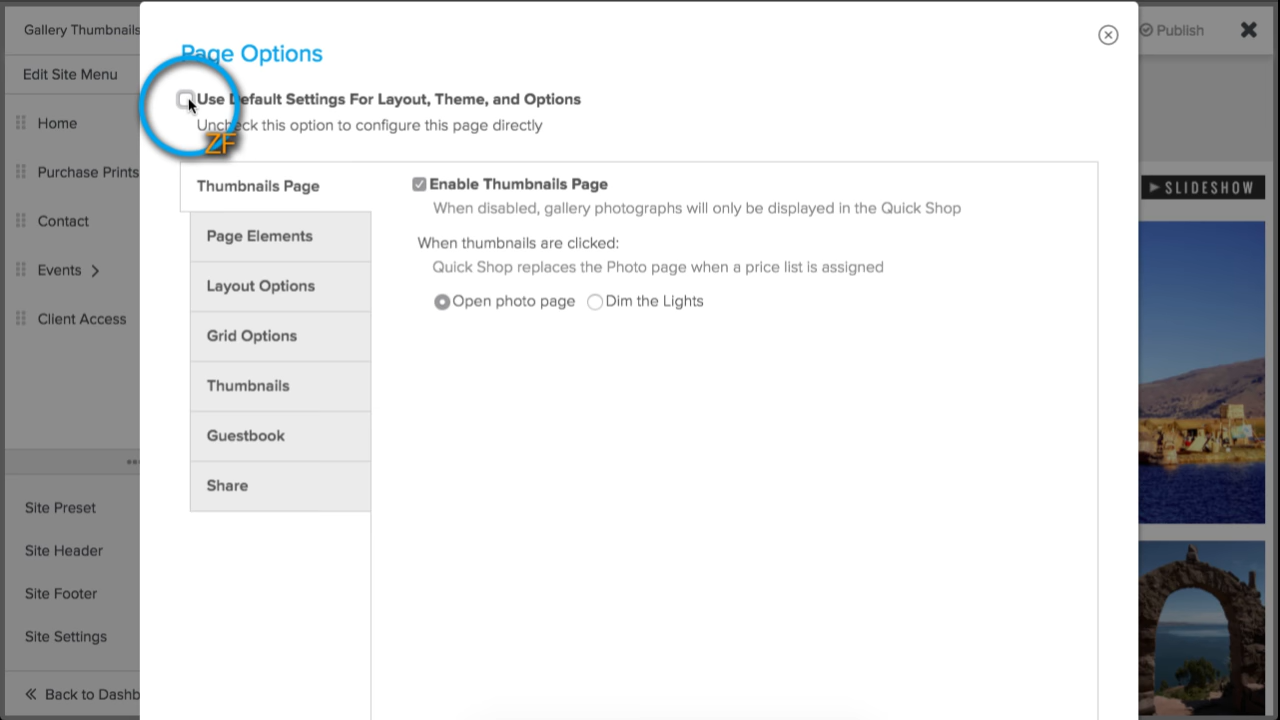 Gallery Thumbnails
Publish
Edit Site Menu
Home
Purchase Prints
Contact
Events
Client Access
Site Preset
Site Header
Site Footer
Site Settings
Back to Dashb
Page Options
Use Default Settings For Layout, Theme, and Options
Uncheck this option to configure this page directly
ZF
Thumbnails Page
Page Elements
Layout Options
Grid Options
Thumbnails
Guestbook
Share
Enable Thumbnails Page
When disabled, gallery photographs will only be displayed in the Quick Shop
When thumbnails are clicked:
Quick Shop replaces the Photo page when a price list is assigned
Open photo page Dim the Lights
SLIDESHOW